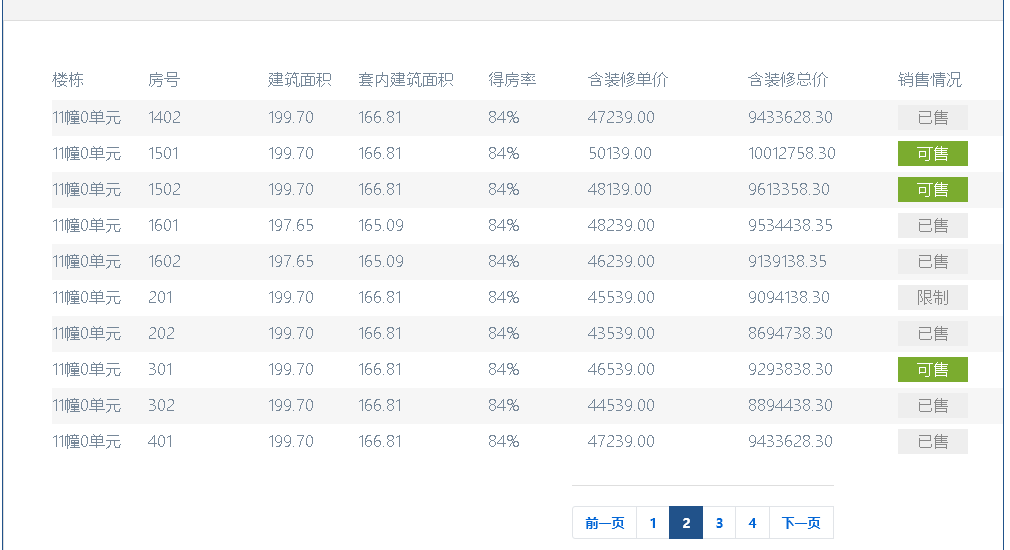 楼栋 房号 建筑面积 套内建筑面积 得房率 含装修单价 含装修总价 销售情况
11幢0单元 1402 199.70 166.81 84% 47239.00 9433628.30 已售
11幢0单元 1501 199.70 166.81 84% 50139.00 10012758.30 可售
11幢0单元 1502 199.70 166.81 84% 48139.00 9613358.30 可售
11幢0单元 1601 197.65 165.09 84% 48239.00 9534438.35 已售
11幢0单元 1602 197.65 165.09 84% 46239.00 9139138.35 已售
11幢0单元 201 199.70 166.81 84% 45539.00 9094138.30 限制
11幢0单元 202 199.70 166.81 84% 43539.00 8694738.30 已售
11幢0单元 301 199.70 166.81 84% 46539.00 9293838.30 可售
11幢0单元 302 199.70 166.81 84% 44539.00 8894438.30 已售
11幢0单元 401 199.70 166.81 84% 47239.00 9433628.30 已售
前一页 1 2 3 4 下一页